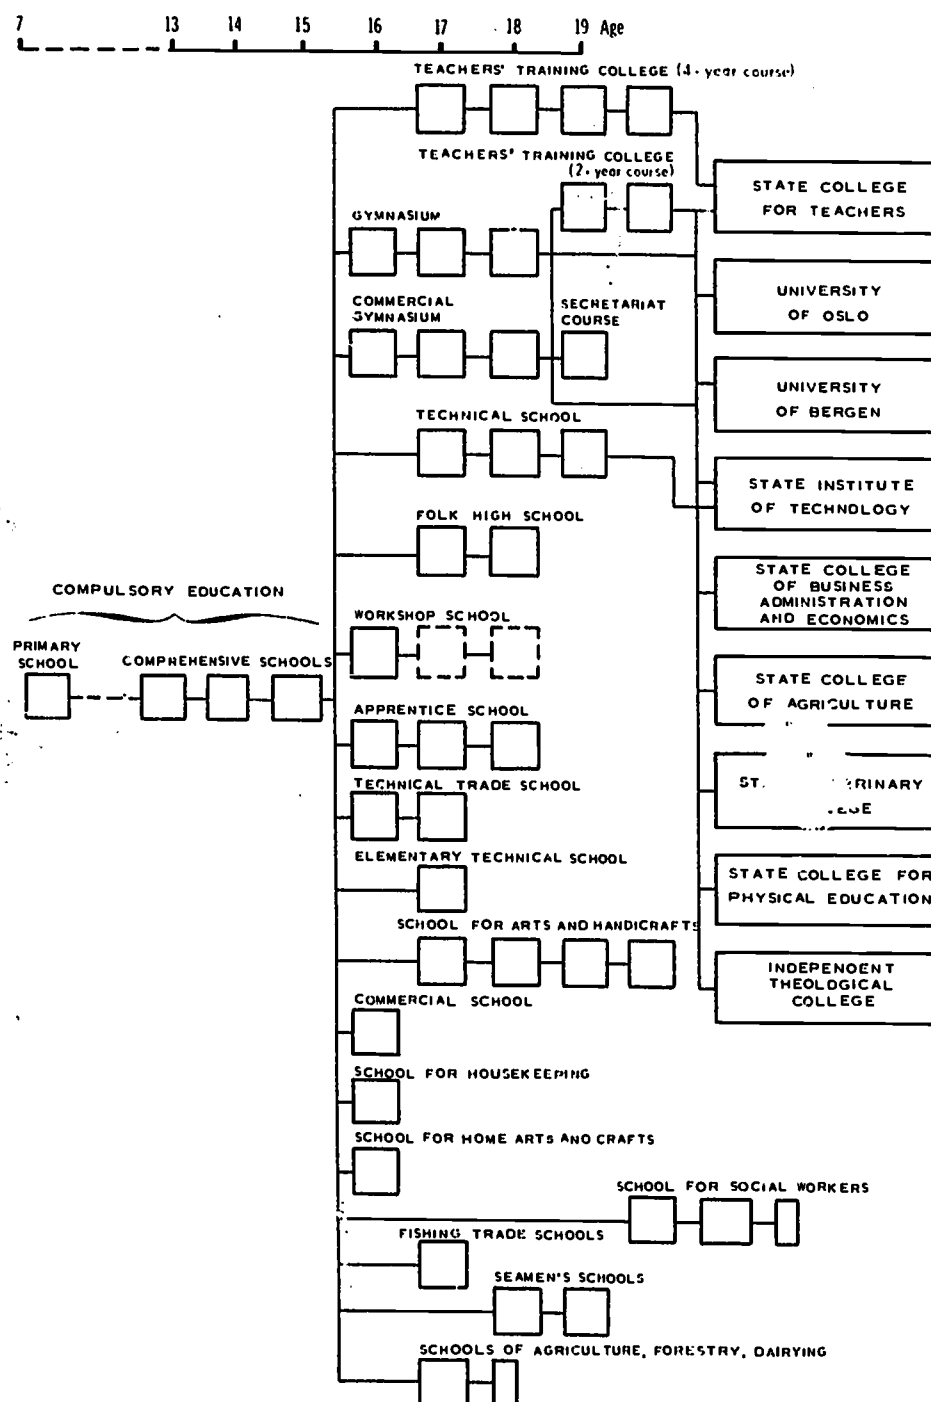 7 13 14 15 16 17 18 19 Age
TEACHERS' TRAINING COLLEGE (4-year course)
TEACHERS' TRAINING COLLEGE
(2-year course)
STATE COLLEGE
FOR TEACHERS
GYMNASIUM
UNIVERSITY
OF OSLO
COMMERCIAL
GYMNASIUM
SECRETARIAT
COURSE
UNIVERSITY
OF BERGEN
TECHNICAL SCHOOL
STATE INSTITUTE
OF TECHNOLOGY
FOLK HIGH SCHOOL
STATE COLLEGE
OF BUSINESS
ADMINISTRATION
AND ECONOMICS
COMPULSORY EDUCATION
WORKSHOP SCHOOL
PRIMARY
SCHOOL
COMPREHENSIVE SCHOOLS
STATE COLLEGE
OF AGRICULTURE
APPRENTICE SCHOOL
TECHNICAL TRADE SCHOOL
ELEMENTARY TECHNICAL SCHOOL
STATE COLLEGE FOR
PHYSICAL EDUCATION
SCHOOL FOR ARTS AND HANDICRAFTS
INDEPENDENT
THEOLOGICAL
COLLEGE
COMMERCIAL SCHOOL
SCHOOL FOR HOUSEKEEPING
SCHOOL FOR HOME ARTS AND CRAFTS
SCHOOL FOR SOCIAL WORKERS
FISHING TRADE SCHOOLS
SEAMEN'S SCHOOLS
SCHOOLS OF AGRICULTURE, FORESTRY, DAIRYING